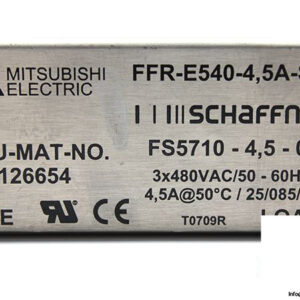 MITSUBISHI
ELECTRIC
FFR-E540-4,5A-
SCHAFFN
U-MAT-NO.
126654
FS5710 - 4,5 -
3x480VAC/50 - 60H
4,5A@50°C / 25/085/
E
T0709R